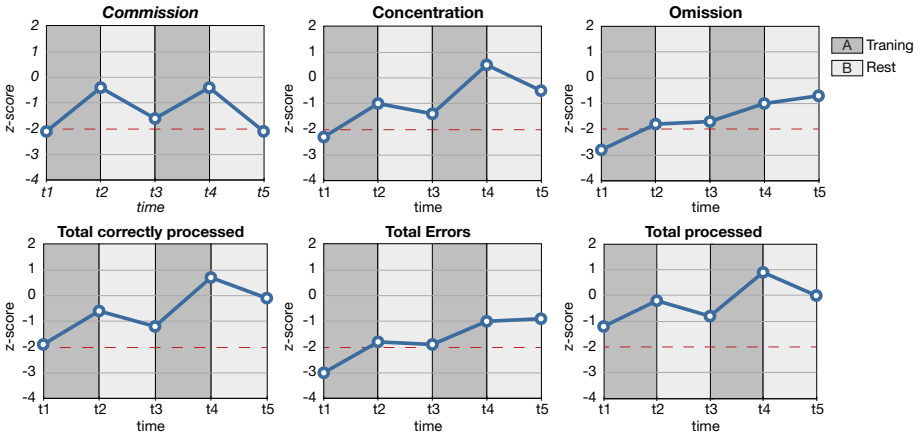 Commission
Concentration
Omission
2
1
0
-1
-2
-3
-4
z-score
t1 t2 t3 t4 t5
time
2
1
0
-1
-2
-3
-4
z-score
t1 t2 t3 t4 t5
time
2
1
0
-1
-2
-3
-4
z-score
t1 t2 t3 t4 t5
time
A Traning
B Rest
Total correctly processed
Total Errors
Total processed
2
1
0
-1
-2
-3
-4
z-score
t1 t2 t3 t4 t5
time
2
1
0
-1
-2
-3
-4
z-score
t1 t2 t3 t4 t5
time
2
1
0
-1
-2
-3
-4
z-score
t1 t2 t3 t4 t5
time